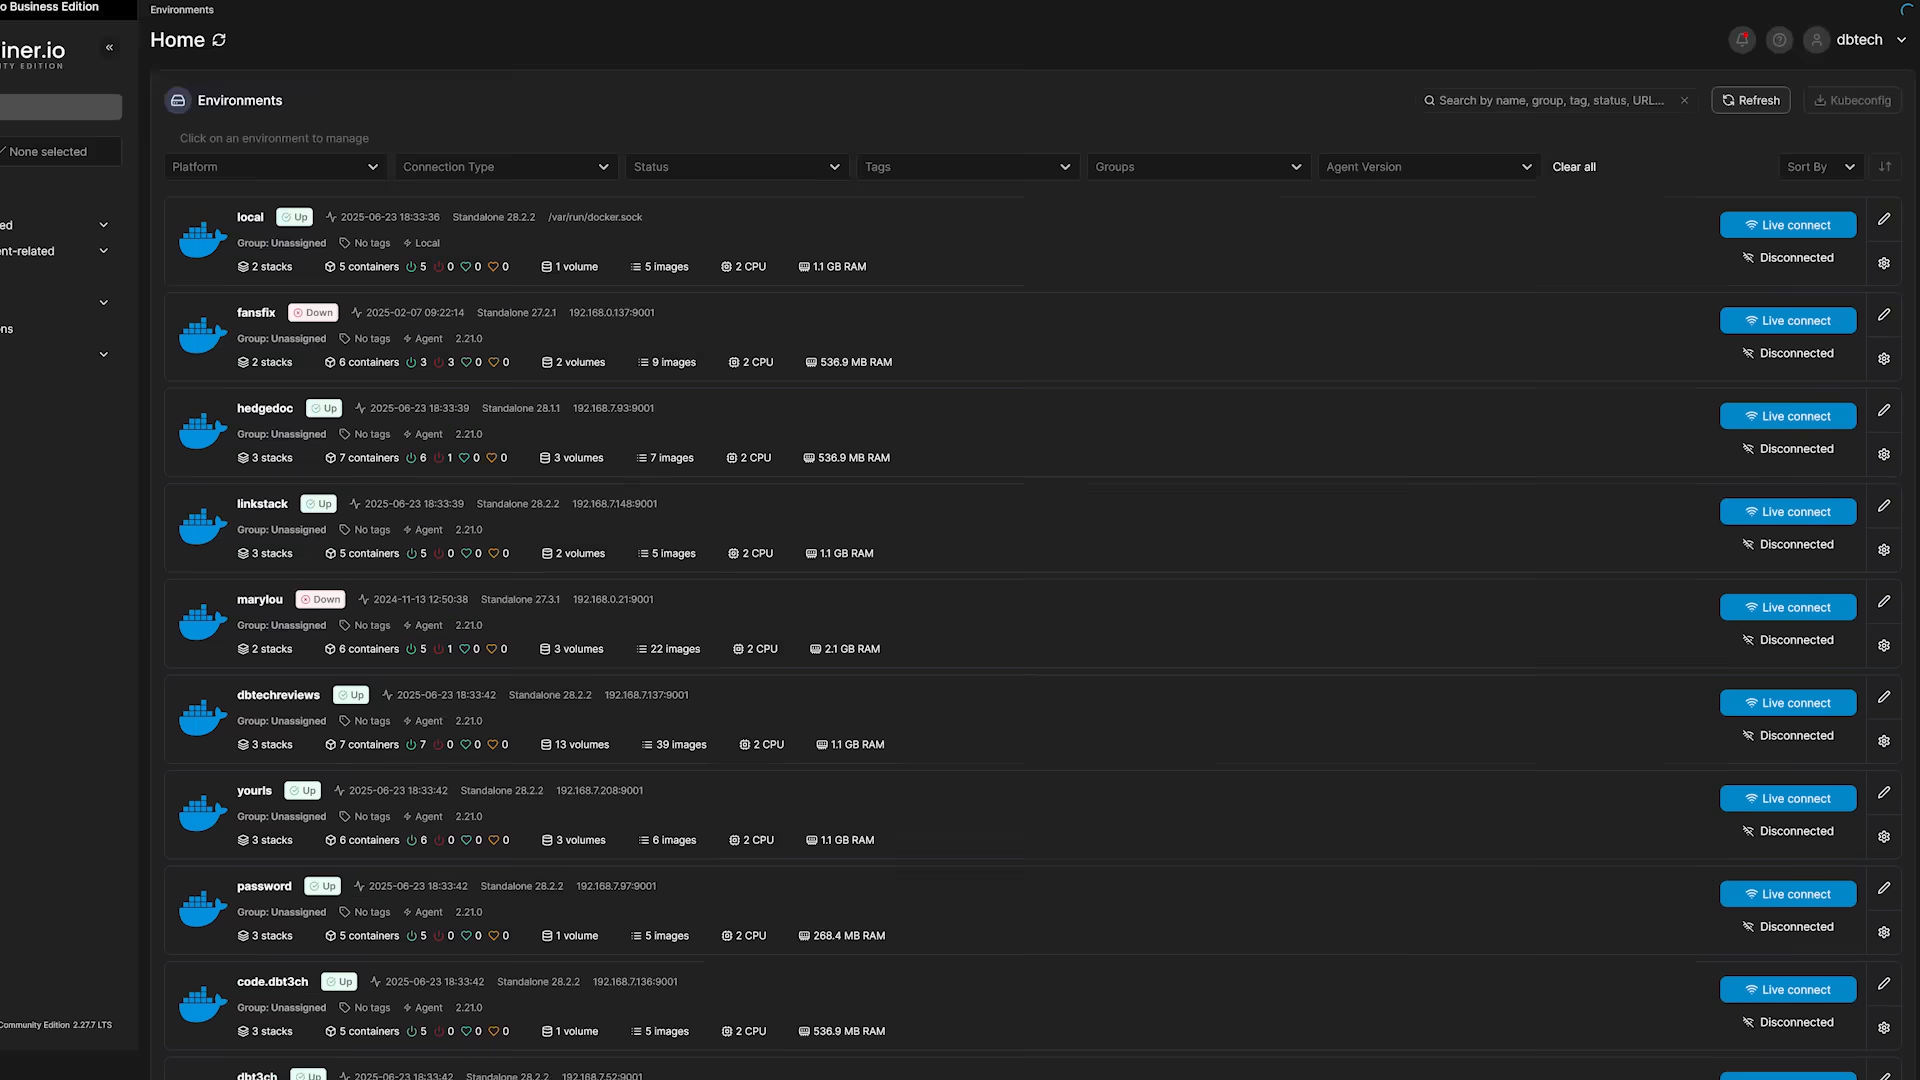 o Business Edition
Environments
iner.io
ITY EDITION
Home
dbtech
None selected
ed
nt-related
ns
Community Edition 2.27.7 LTS
Environments
Search by name, group, tag, status, URL...
Refresh
Kubeconfig
Click on an environment to manage
Platform Connection Type Status Tags Groups Agent Version Clear all Sort By
local Up 2025-06-23 18:33:36 Standalone 28.2.2 /var/run/docker.sock
Group: Unassigned No tags Local
2 stacks 5 containers 5 0 0 0 1 volume 5 images 2 CPU 1.1 GB RAM
Live connect
Disconnected
fansfix Down 2025-02-07 09:22:14 Standalone 27.2.1 192.168.0.137:9001
Group: Unassigned No tags Agent 2.21.0
2 stacks 6 containers 3 3 0 0 2 volumes 9 images 2 CPU 536.9 MB RAM
Live connect
Disconnected
hedgedoc Up 2025-06-23 18:33:39 Standalone 28.1.1 192.168.7.93:9001
Group: Unassigned No tags Agent 2.21.0
3 stacks 7 containers 6 1 0 0 3 volumes 7 images 2 CPU 536.9 MB RAM
Live connect
Disconnected
linkstack Up 2025-06-23 18:33:39 Standalone 28.2.2 192.168.7.148:9001
Group: Unassigned No tags Agent 2.21.0
3 stacks 5 containers 5 0 0 0 2 volumes 5 images 2 CPU 1.1 GB RAM
Live connect
Disconnected
marylou Down 2024-11-13 12:50:38 Standalone 27.3.1 192.168.0.21:9001
Group: Unassigned No tags Agent 2.21.0
2 stacks 6 containers 5 1 0 0 3 volumes 22 images 2 CPU 2.1 GB RAM
Live connect
Disconnected
dbtechreviews Up 2025-06-23 18:33:42 Standalone 28.2.2 192.168.7.137:9001
Group: Unassigned No tags Agent 2.21.0
3 stacks 7 containers 7 0 0 0 13 volumes 39 images 2 CPU 1.1 GB RAM
Live connect
Disconnected
yourls Up 2025-06-23 18:33:42 Standalone 28.2.2 192.168.7.208:9001
Group: Unassigned No tags Agent 2.21.0
3 stacks 6 containers 6 0 0 0 3 volumes 6 images 2 CPU 1.1 GB RAM
Live connect
Disconnected
password Up 2025-06-23 18:33:42 Standalone 28.2.2 192.168.7.97:9001
Group: Unassigned No tags Agent 2.21.0
3 stacks 5 containers 5 0 0 0 1 volume 5 images 2 CPU 268.4 MB RAM
Live connect
Disconnected
code.dbt3ch Up 2025-06-23 18:33:42 Standalone 28.2.2 192.168.7.136:9001
Group: Unassigned No tags Agent 2.21.0
3 stacks 5 containers 5 0 0 0 1 volume 5 images 2 CPU 536.9 MB RAM
Live connect
Disconnected
dbt3ch Up 2025-06-23 18:33:42 Standalone 28.2.2 192.168.7.52:9001